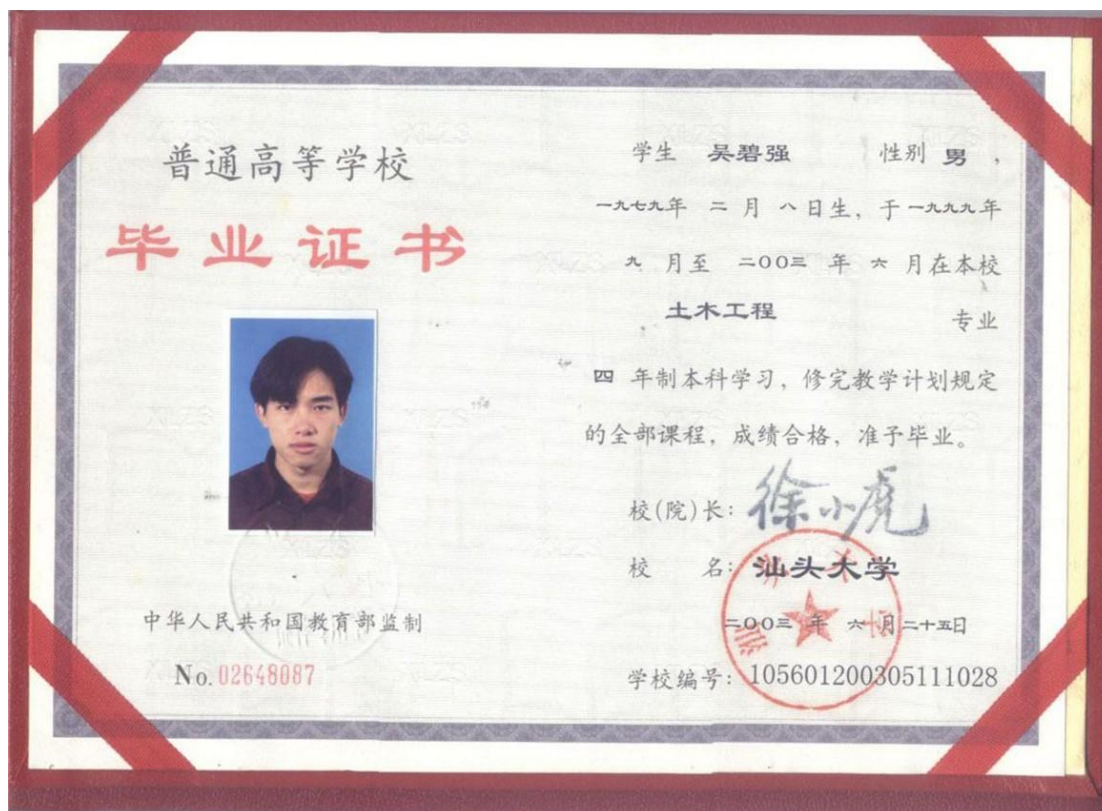 普通高等学校
毕业证书
中华人民共和国教育部监制
No. 02648087
学生 吴碧强 性别 男 ,
一九七九年 二 月 八日生, 于一九九九年
九 月至 二00三 年 六 月在本校
土木工程 专业
四 年制本科学习, 修完教学计划规定
的全部课程, 成绩合格, 准予毕业。
校(院)长: 徐小虎
校 名: 汕头大学
二00三 年 六 月二十五日
学校编号: 105601200305111028